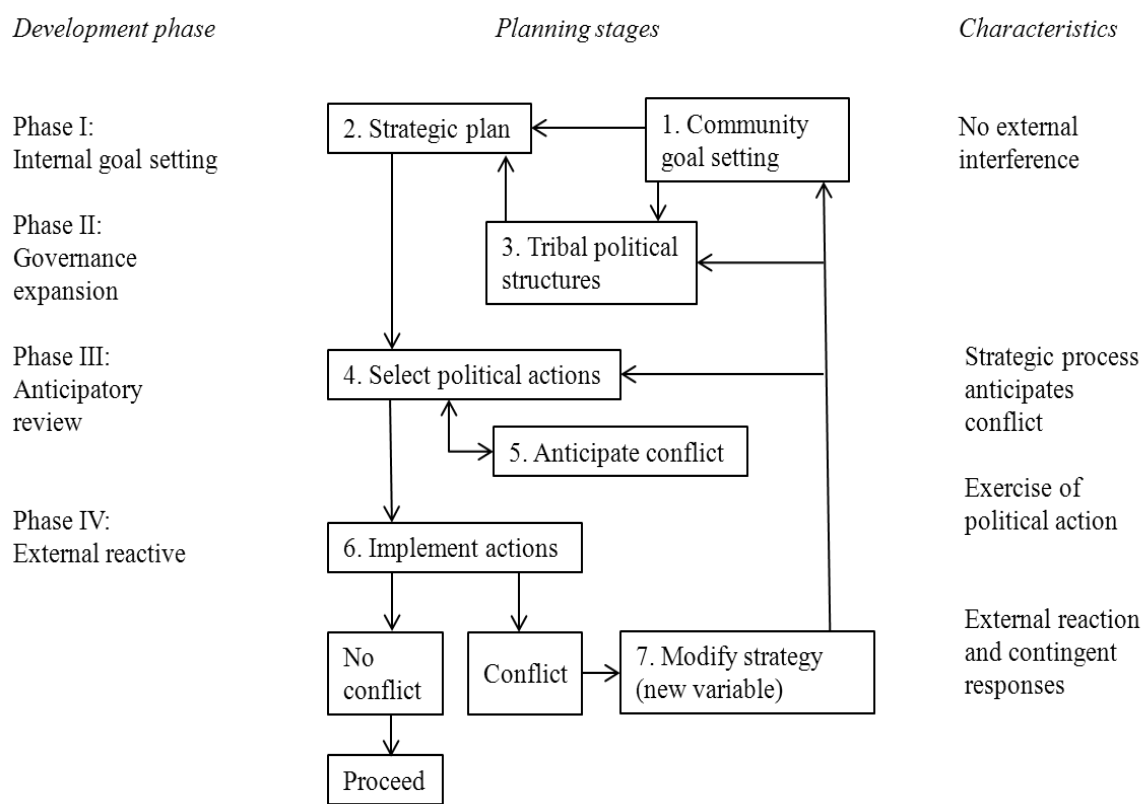 Development phase
Planning stages
Characteristics
Phase I:
Internal goal setting
2. Strategic plan
1. Community
goal setting
No external
interference
Phase II:
Governance
expansion
3. Tribal political
structures
Phase III:
Anticipatory
review
4. Select political actions
Strategic process
anticipates
conflict
5. Anticipate conflict
Exercise of
political action
Phase IV:
External reactive
6. Implement actions
No
conflict
Conflict
7. Modify strategy
(new variable)
External reaction
and contingent
responses
Proceed